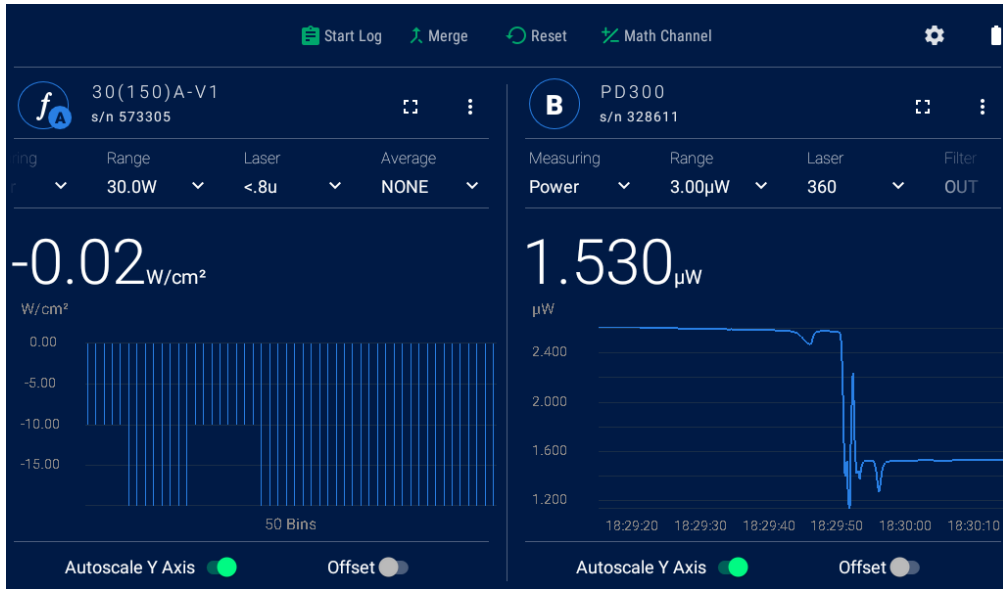 Start Log Merge Reset Math Channel
f A 30(150)A-V1
s/n 573305
Range Laser Average
30.0W <.8u NONE
-0.02 W/cm²
W/cm²
0.00
-5.00
-10.00
-15.00
50 Bins
Autoscale Y Axis Offset
B PD300
s/n 328611
Measuring Range Laser Filter
Power 3.00µW 360 OUT
1.530 µW
µW
2.400
2.000
1.600
1.200
18:29:20 18:29:30 18:29:40 18:29:50 18:30:00 18:30:10
Autoscale Y Axis Offset